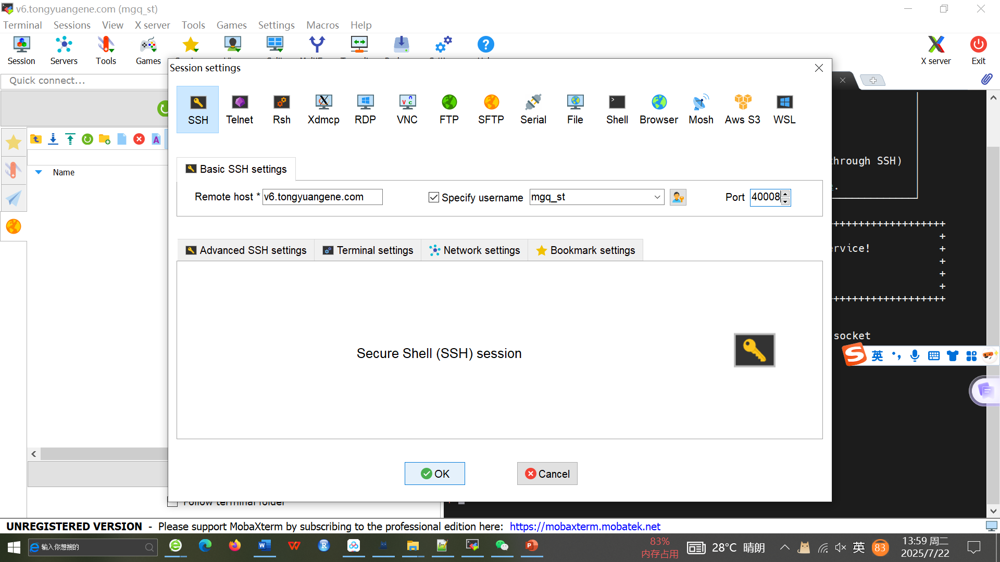 v6.tongyuangene.com (mgq_st)
Terminal Sessions View X server Tools Games Settings Macros Help
Session Servers Tools Games X server Exit
Quick connect...
Session settings
SSH Telnet Rsh Xdmcp RDP VNC FTP SFTP Serial File Shell Browser Mosh Aws S3 WSL
hrough SSH)
Name
Basic SSH settings
Remote host * v6.tongyuangene.com Specify username mgq_st Port 40008
+++++++++++++++++++
+
Advanced SSH settings Terminal settings Network settings Bookmark settings
rvice! +
+
+
+
+++++++++++++++++++
socket
Secure Shell (SSH) session
英
OK Cancel
Follow terminal folder
UNREGISTERED VERSION - Please support MobaXterm by subscribing to the professional edition here: https://mobaxterm.mobatek.net
输入你想搜的
83%
内存占用
28°C 晴朗
英
83
13:59 周二
2025/7/22